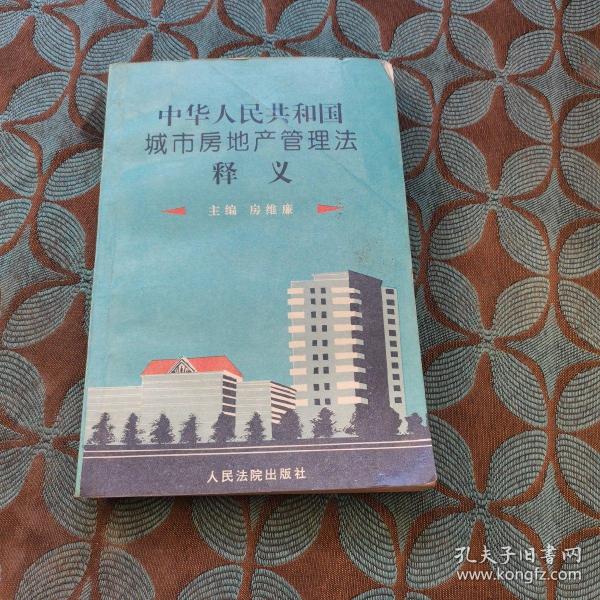 中华人民共和国
城市房地产管理法
释 义
主编 房维廉
人民法院出版社
孔夫子旧书网
www.kongfz.com